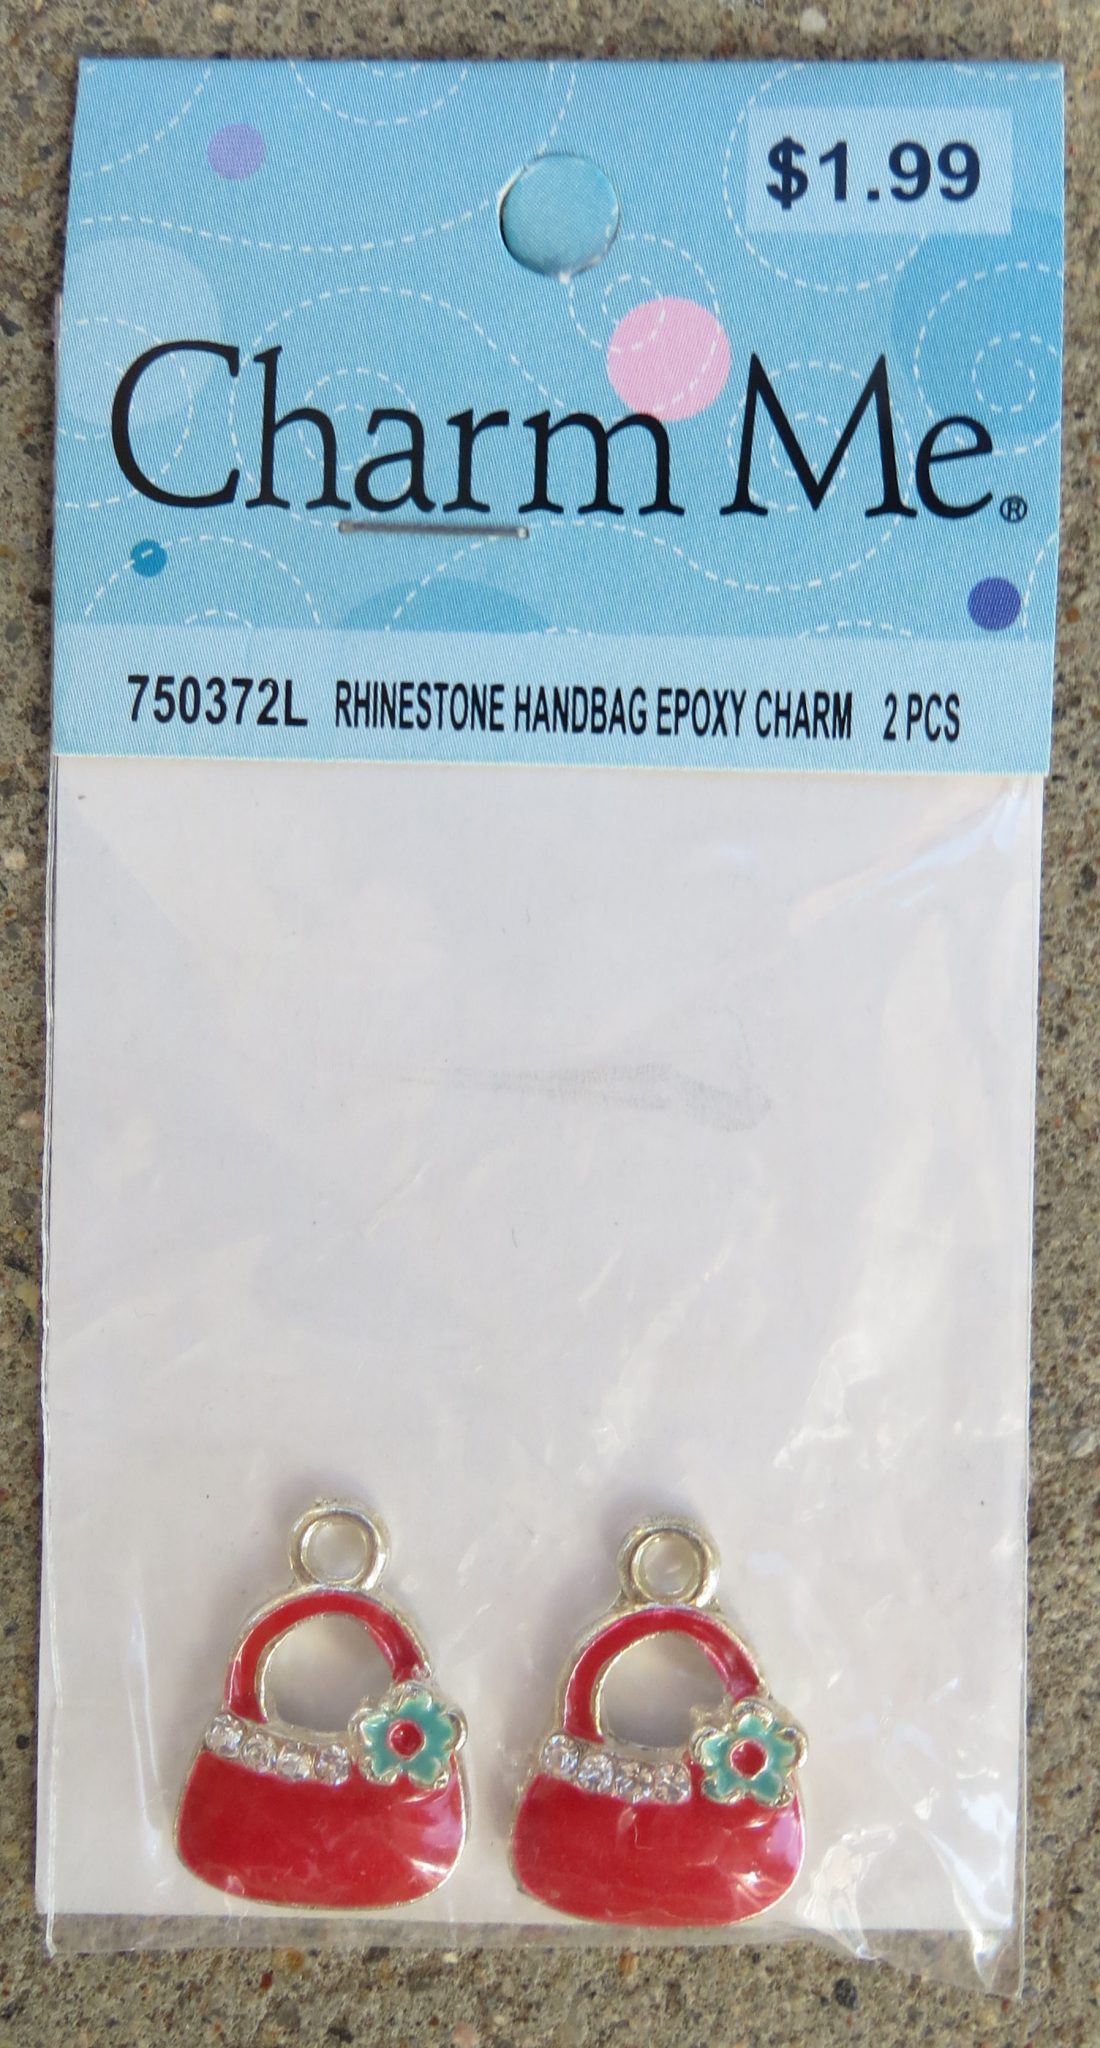 $1.99
Charm Me®
750372L RHINESTONE HANDBAG EPOXY CHARM 2 PCS